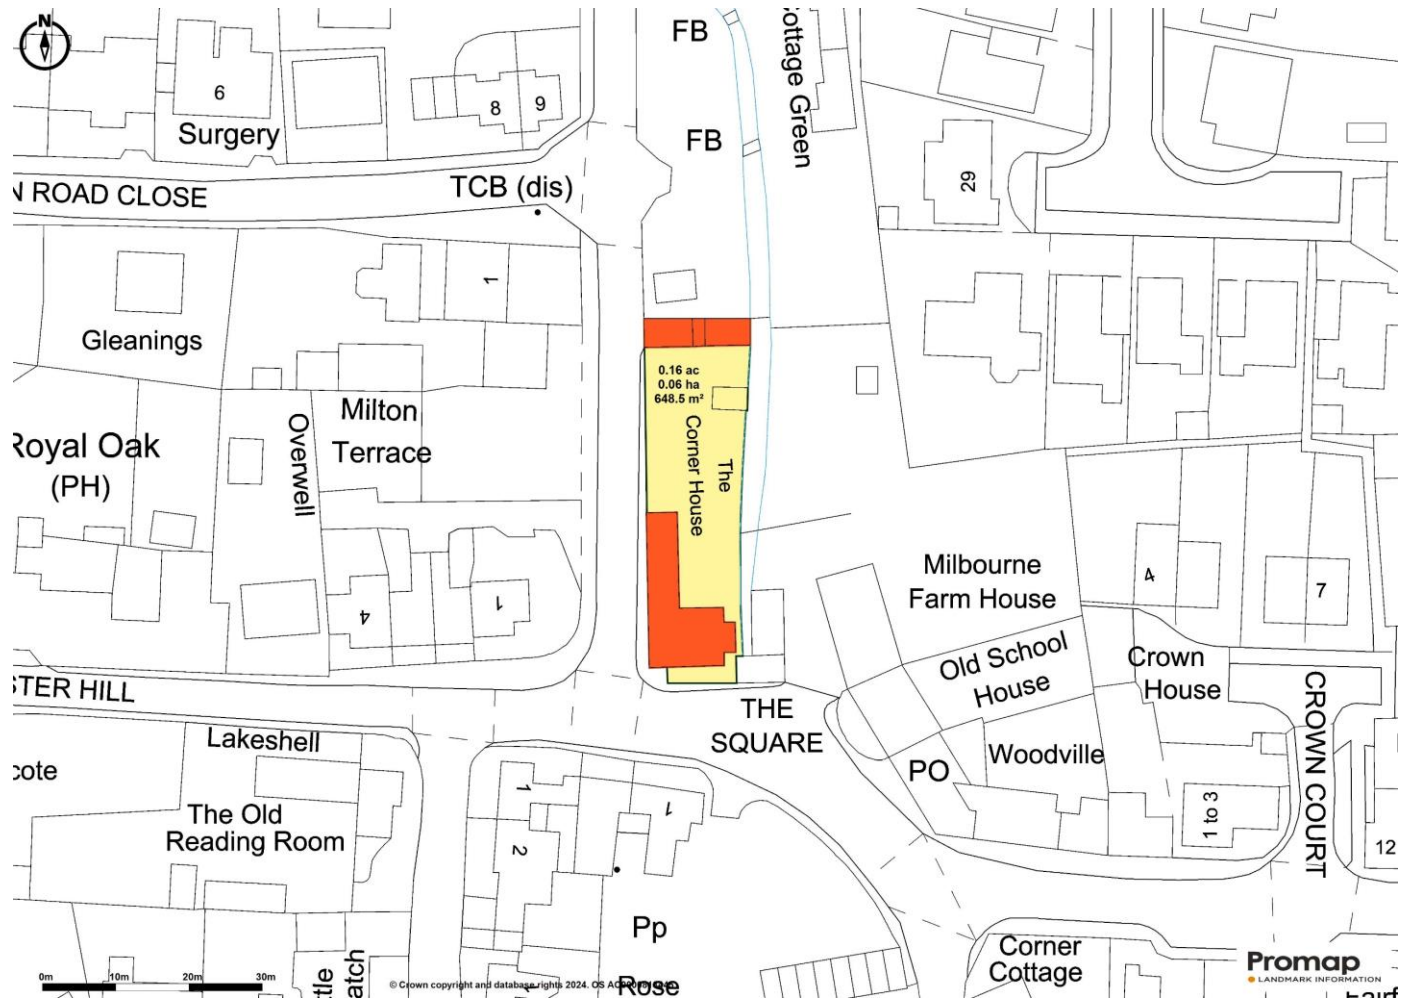 N
FB
Cottage Green
6
8
9
Surgery
FB
29
N ROAD CLOSE
TCB (dis)
1
Gleanings
0.16 ac
0.06 ha
648.5 m²
Milton
Terrace
Overwell
The
Corner House
Royal Oak
(PH)
4
1
Milbourne
Farm House
4
7
Old School
House
Crown
House
STER HILL
THE
SQUARE
CROWN COURT
Lakeshell
cote
PO
Woodville
The Old
Reading Room
1
2
1
1 to 3
12
Pp
Corner
Cottage
Promap
LANDMARK INFORMATION
0m 10m 20m 30m
tle
atch
© Crown copyright and database rights 2024. OS
1
Rose